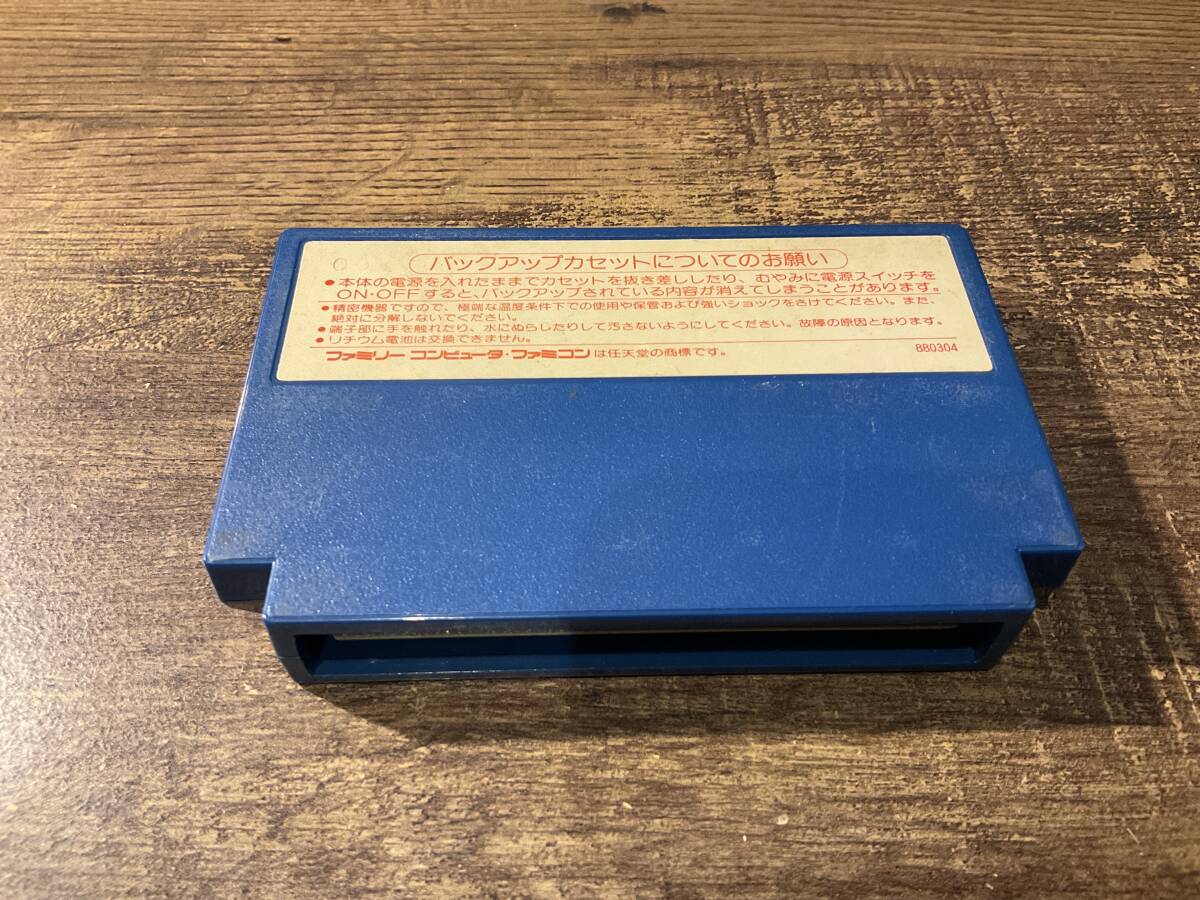 バックアップカセットについてのお願い
●本体の電源を入れたままでカセットを抜き差ししたり、むやみに電源スイッチを
ON・OFFすると、バックアップされている内容が消えてしまうことがあります。
●精密機器ですので、極端な温度条件下での使用や保管および強いショックをさけてください。また、
絶対に分解しないでください。
●端子部に手を触れたり、水にぬらしたりして汚さないようにしてください。故障の原因となります。
●リチウム電池は交換できません。
ファミリーコンピュータ・ファミコンは任天堂の商標です。 880304